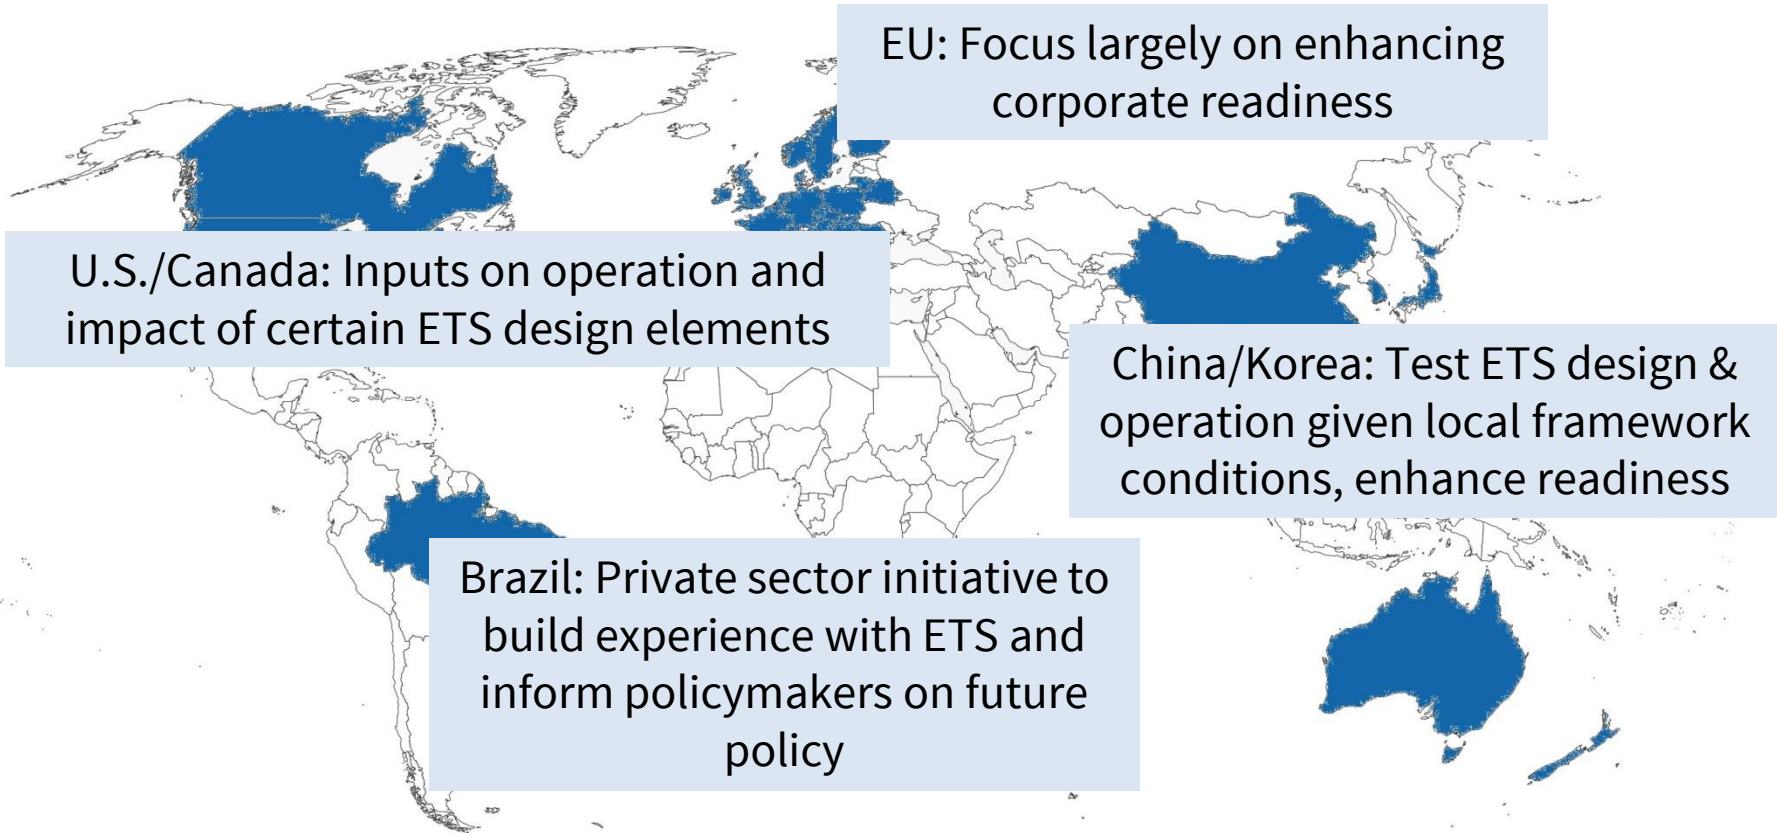 EU: Focus largely on enhancing
corporate readiness
U.S./Canada: Inputs on operation and
impact of certain ETS design elements
China/Korea: Test ETS design &
operation given local framework
conditions, enhance readiness
Brazil: Private sector initiative to
build experience with ETS and
inform policymakers on future
policy